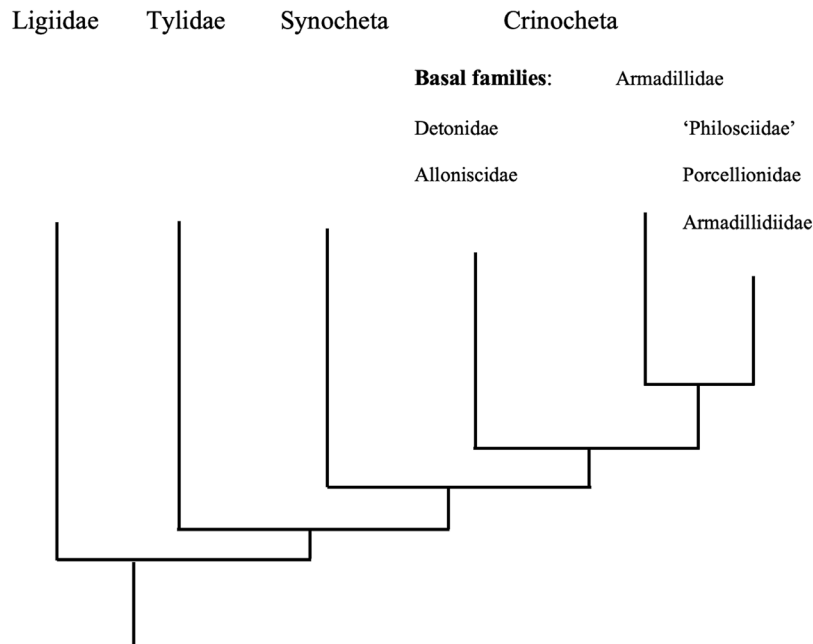 Ligiidae Tylidae Synocheta Crinocheta
Basal families: Armadillidae
Detonidae ‘Philosciidae’
Alloniscidae Porcellionidae
Armadillidiidae